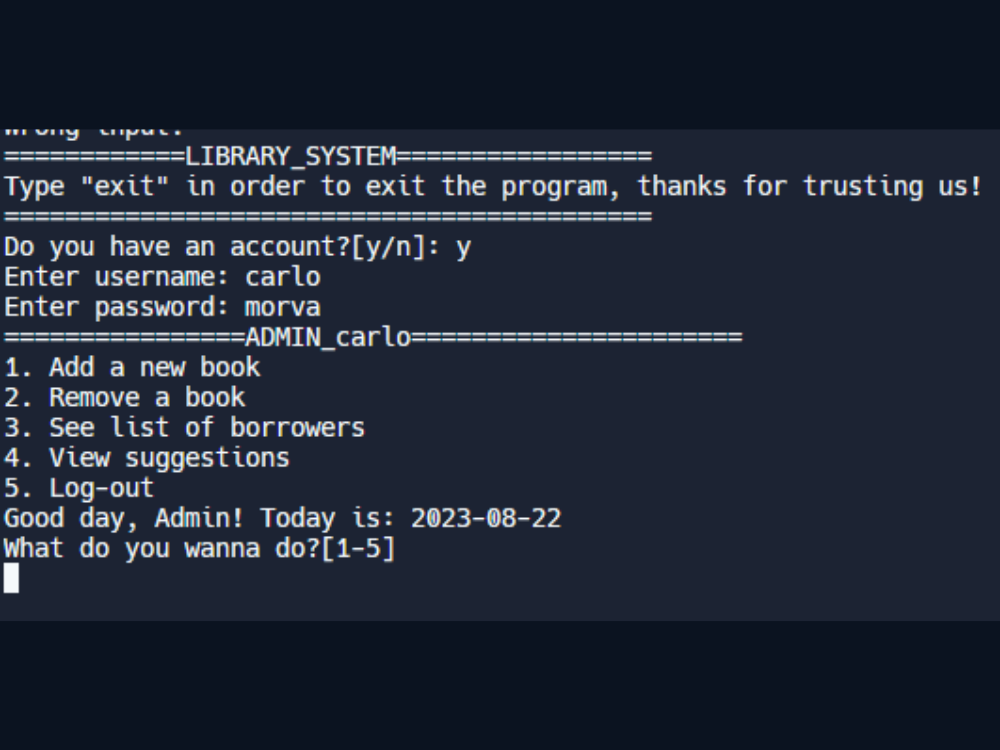 Wrong input.
============LIBRARY_SYSTEM=================
Type "exit" in order to exit the program, thanks for trusting us!
===========================================
Do you have an account?[y/n]: y
Enter username: carlo
Enter password: morva
================ADMIN_carlo======================
1. Add a new book
2. Remove a book
3. See list of borrowers
4. View suggestions
5. Log-out
Good day, Admin! Today is: 2023-08-22
What do you wanna do?[1-5]